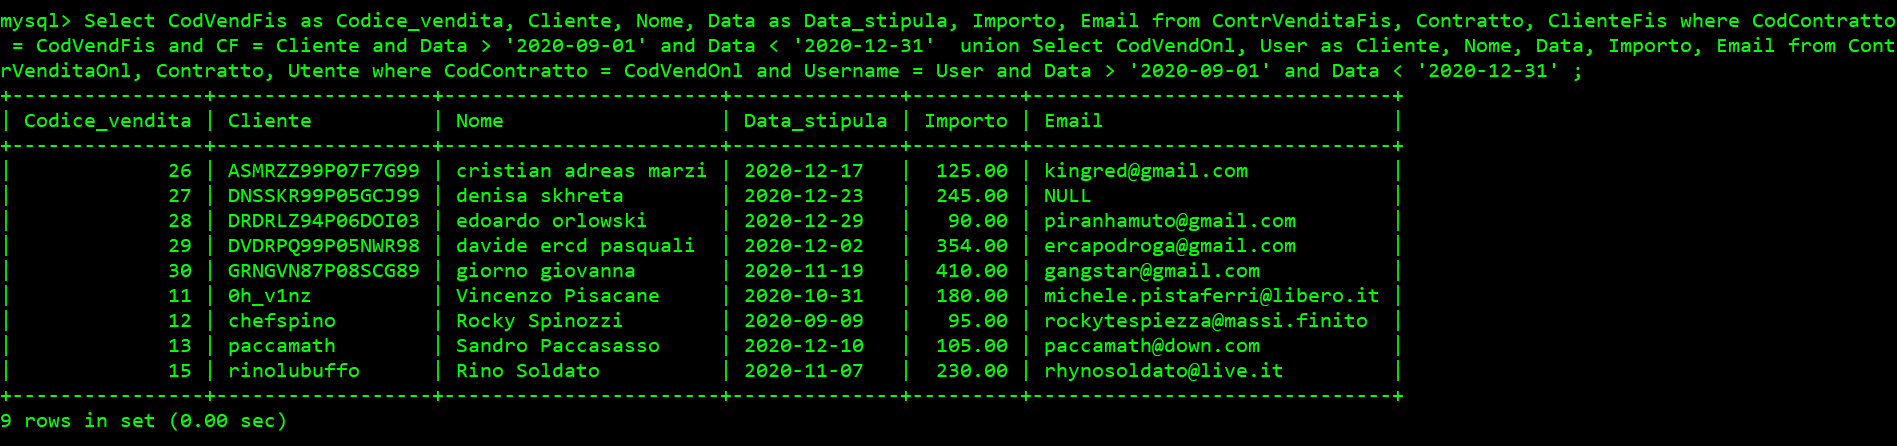 mysql> Select CodVendFis as Codice_vendita, Cliente, Nome, Data as Data_stipula, Importo, Email from ContrVenditaFis, Contratto, ClienteFis where CodContratto
 = CodVendFis and CF = Cliente and Data > '2020-09-01' and Data < '2020-12-31'  union Select CodVendOnl, User as Cliente, Nome, Data, Importo, Email from Cont
rVenditaOnl, Contratto, Utente where CodContratto = CodVendOnl and Username = User and Data > '2020-09-01' and Data < '2020-12-31' ;
+----------------+------------------+-----------------------+--------------+---------+------------------------------+
| Codice_vendita | Cliente          | Nome                  | Data_stipula | Importo | Email                        |
+----------------+------------------+-----------------------+--------------+---------+------------------------------+
|             26 | ASMRZZ99P07F7G99 | cristian adreas marzi | 2020-12-17   |  125.00 | kingred@gmail.com            |
|             27 | DNSSKR99P05GCJ99 | denisa skhreta        | 2020-12-23   |  245.00 | NULL                         |
|             28 | DRDRLZ94P06DOI03 | edoardo orlowski      | 2020-12-29   |   90.00 | piranhamuto@gmail.com        |
|             29 | DVDRPQ99P05NWR98 | davide ercd pasquali  | 2020-12-02   |  354.00 | ercapodroga@gmail.com        |
|             30 | GRNGVN87P08SCG89 | giorno giovanna       | 2020-11-19   |  410.00 | gangstar@gmail.com           |
|             11 | 0h_v1nz          | Vincenzo Pisacane     | 2020-10-31   |  180.00 | michele.pistaferri@libero.it |
|             12 | chefspino        | Rocky Spinozzi        | 2020-09-09   |   95.00 | rockytespiezza@massi.finito  |
|             13 | paccamath        | Sandro Paccasasso     | 2020-12-10   |  105.00 | paccamath@down.com           |
|             15 | rinolubuffo      | Rino Soldato          | 2020-11-07   |  230.00 | rhynosoldato@live.it         |
+----------------+------------------+-----------------------+--------------+---------+------------------------------+
9 rows in set (0.00 sec)